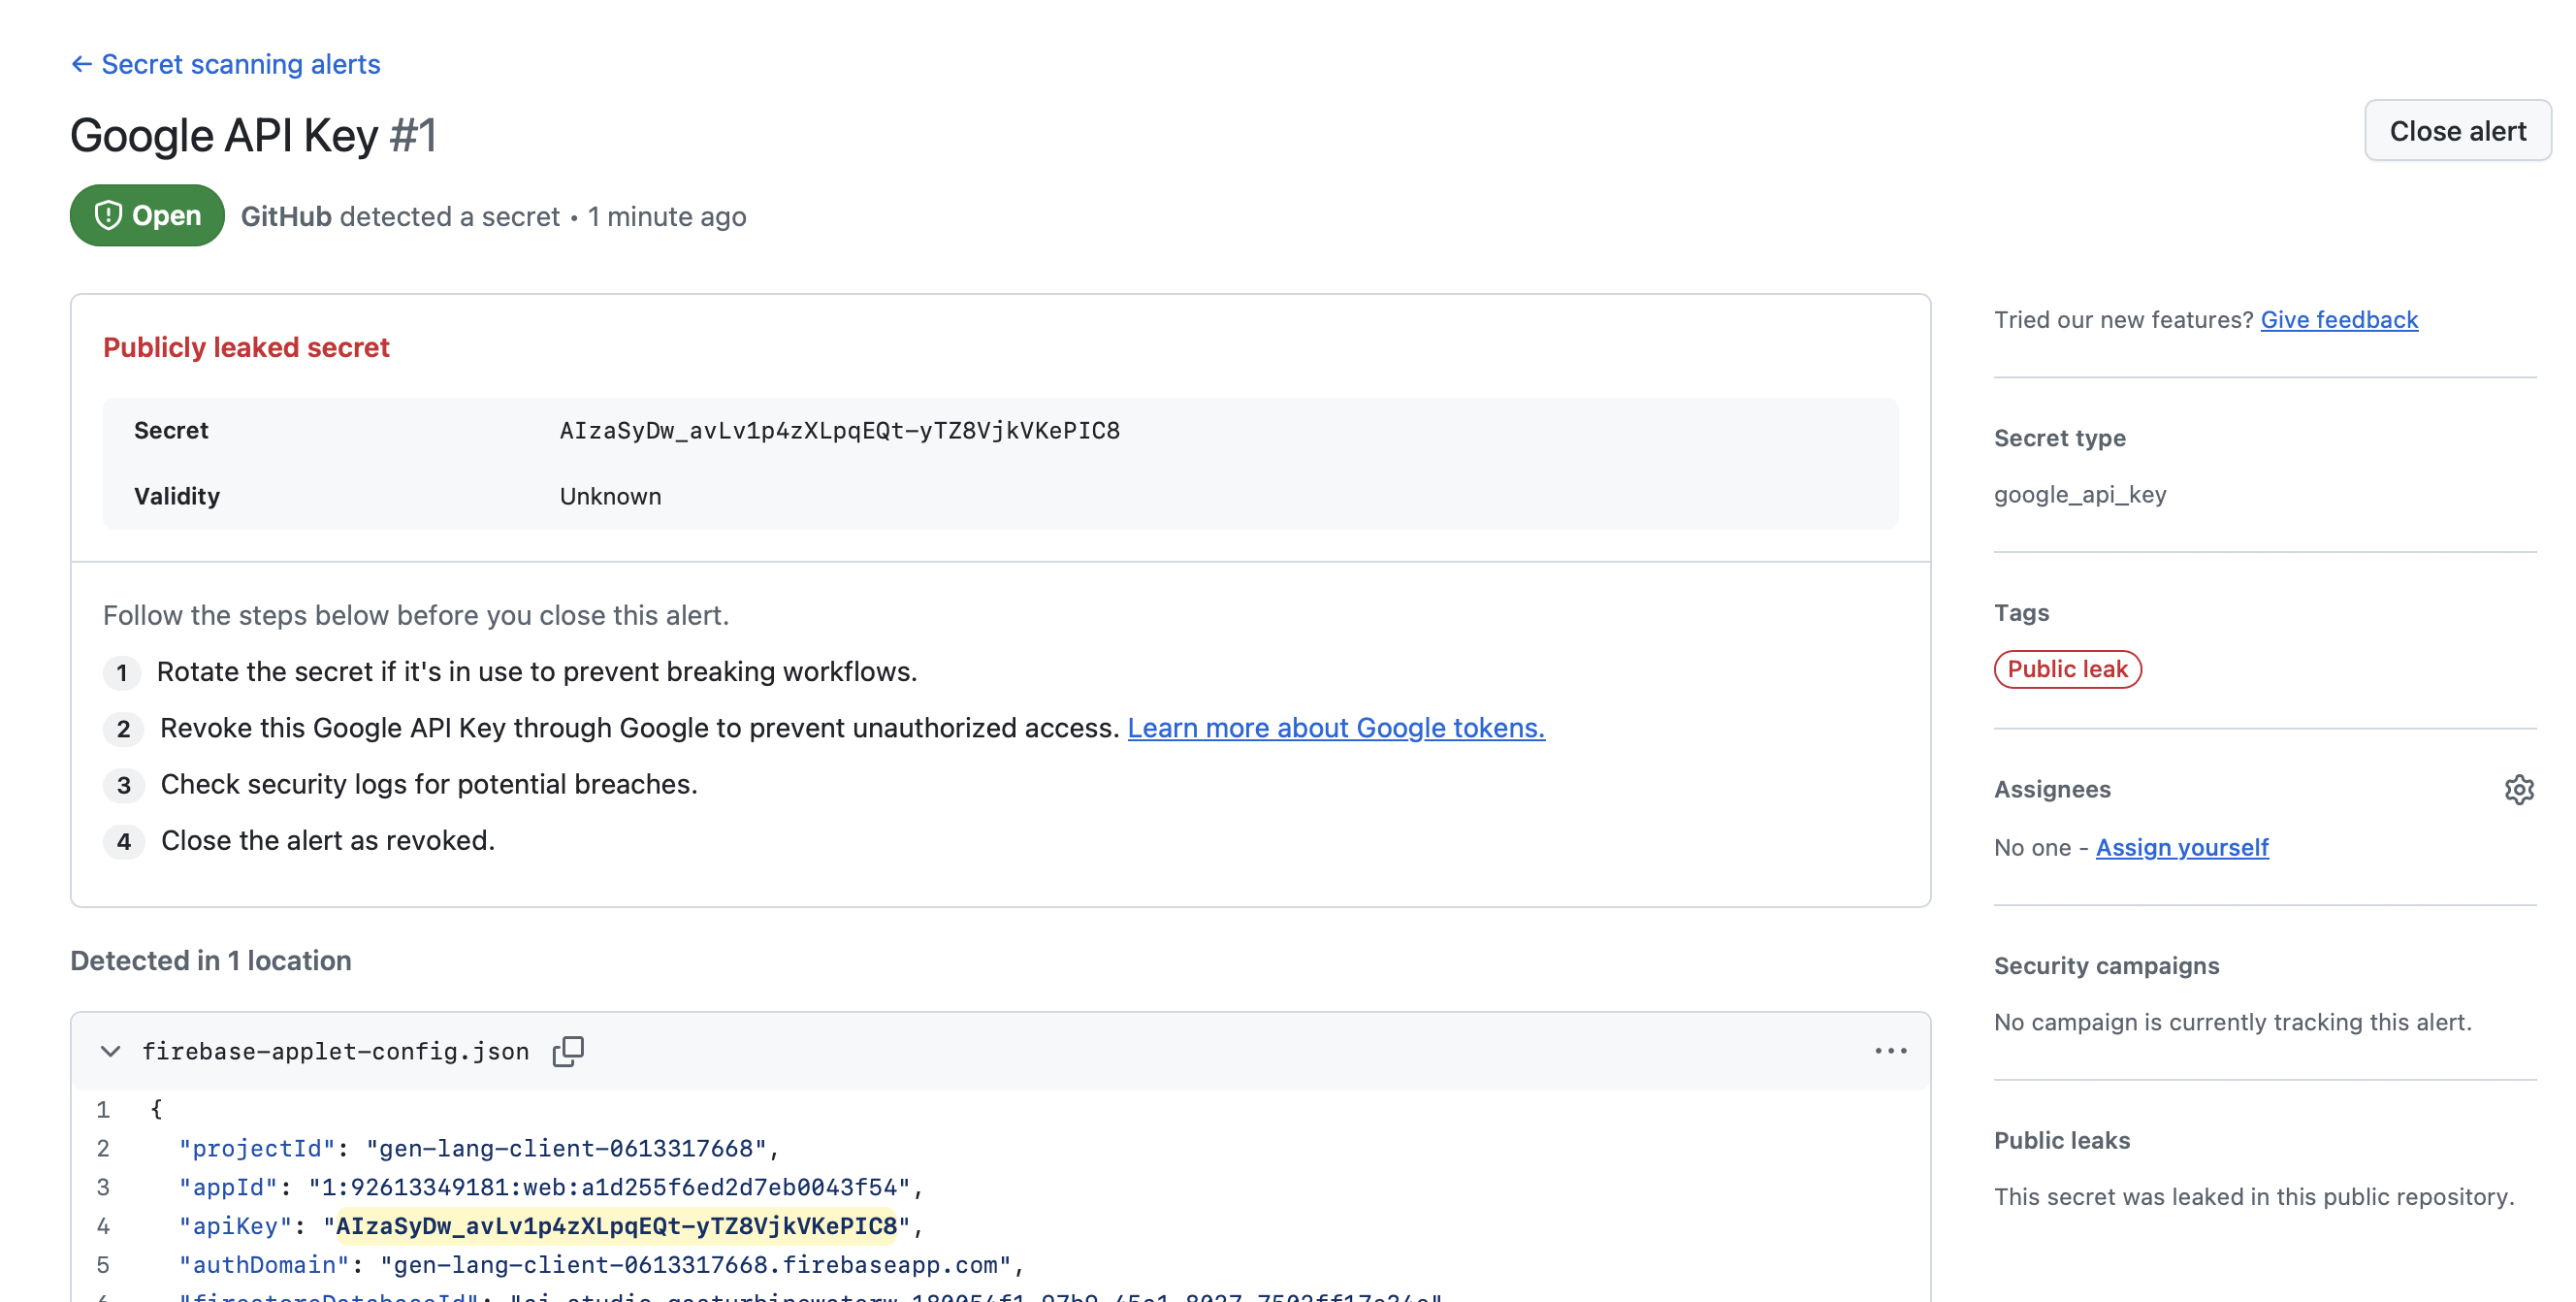 ← Secret scanning alerts
Google API Key #1
Close alert
Open GitHub detected a secret • 1 minute ago
Publicly leaked secret
Secret AIzaSyDw_avLv1p4zXLpqEQt-yTZ8VjkVKePIC8
Validity Unknown
Follow the steps below before you close this alert.
1 Rotate the secret if it's in use to prevent breaking workflows.
2 Revoke this Google API Key through Google to prevent unauthorized access. Learn more about Google tokens.
3 Check security logs for potential breaches.
4 Close the alert as revoked.
Detected in 1 location
firebase-applet-config.json
1 {
2 "projectId": "gen-lang-client-0613317668",
3 "appId": "1:92613349181:web:a1d255f6ed2d7eb0043f54",
4 "apiKey": "AIzaSyDw_avLv1p4zXLpqEQt-yTZ8VjkVKePIC8",
5 "authDomain": "gen-lang-client-0613317668.firebaseapp.com",
Tried our new features? Give feedback
Secret type
google_api_key
Tags
Public leak
Assignees
No one - Assign yourself
Security campaigns
No campaign is currently tracking this alert.
Public leaks
This secret was leaked in this public repository.